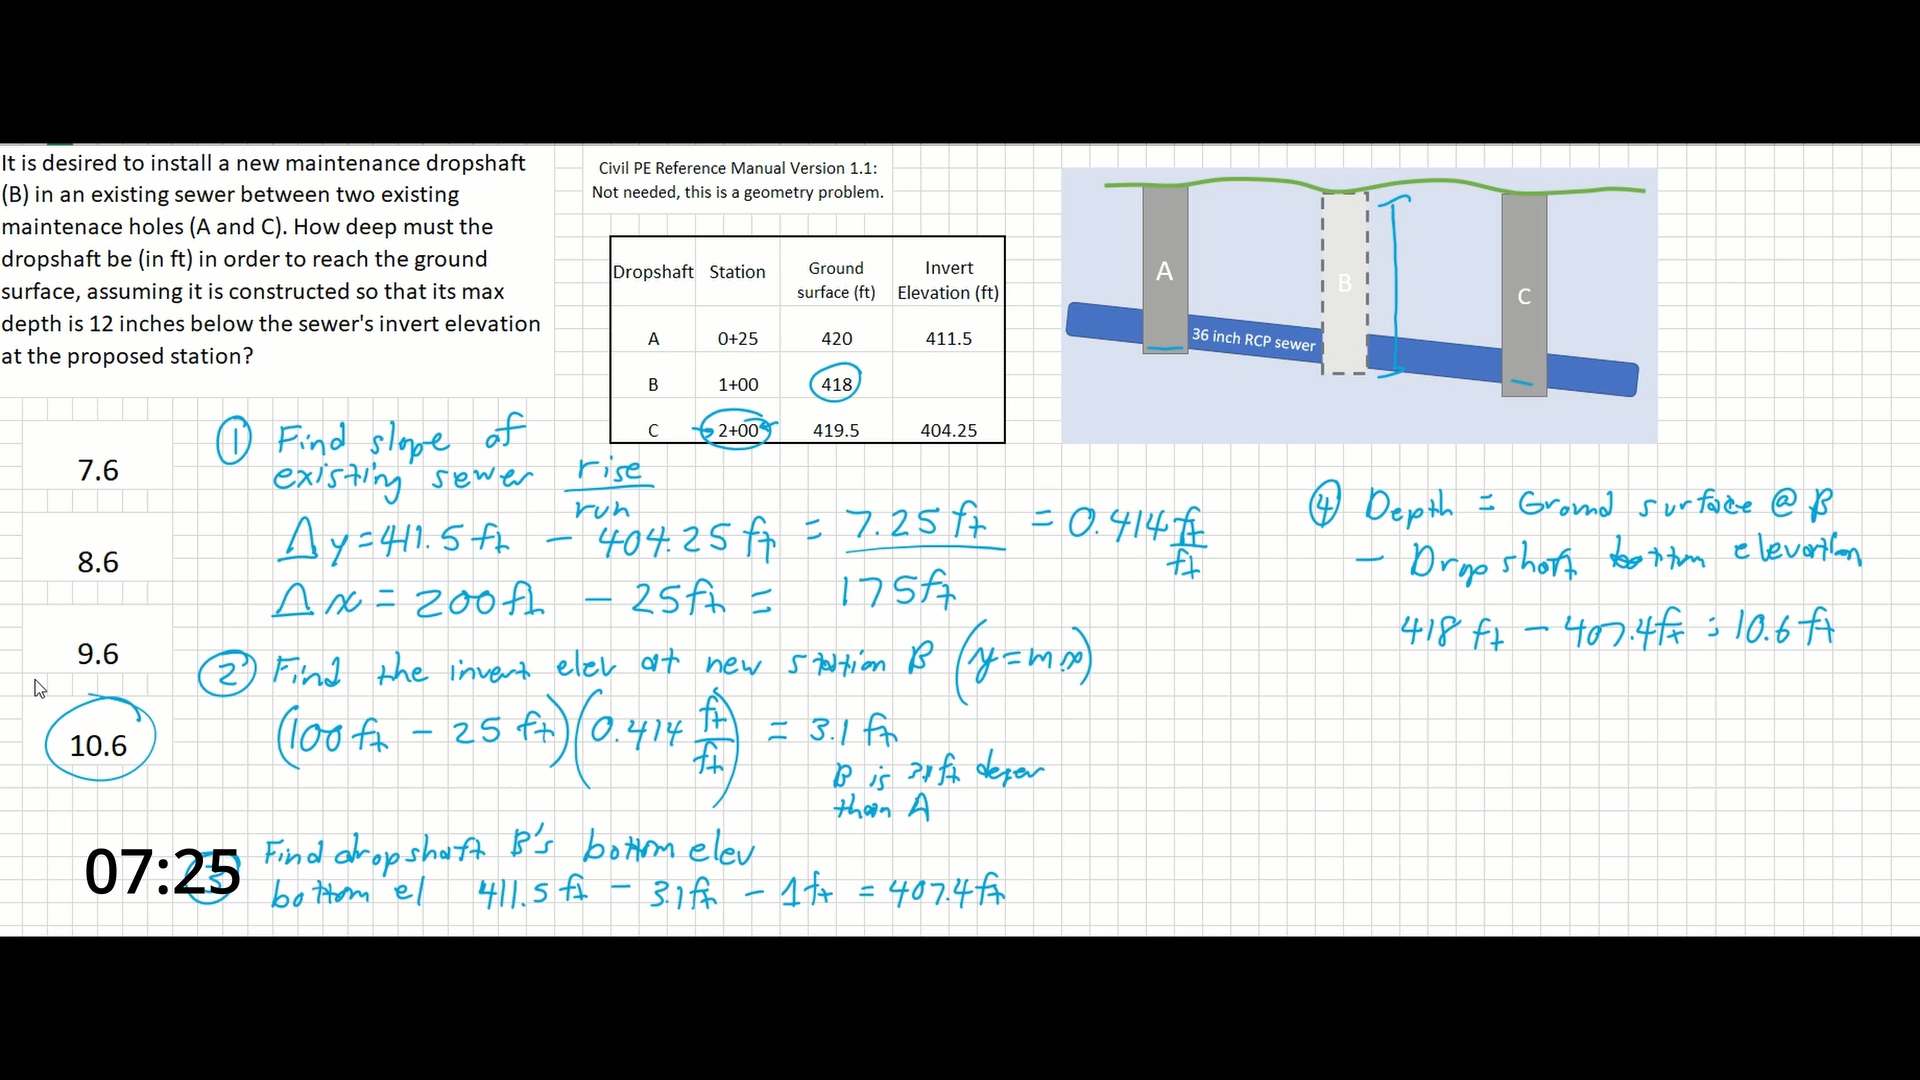 It is desired to install a new maintenance dropshaft
(B) in an existing sewer between two existing
maintenace holes (A and C). How deep must the
dropshaft be (in ft) in order to reach the ground
surface, assuming it is constructed so that its max
depth is 12 inches below the sewer's invert elevation
at the proposed station?
7.6
8.6
9.6
10.6
Civil PE Reference Manual Version 1.1:
Not needed, this is a geometry problem.
Dropshaft Station Ground surface (ft) Invert Elevation (ft)
A 0+25 420 411.5
B 1+00 418
C 2+00 419.5 404.25
A
B
C
36 inch RCP sewer
① Find slope of
existing sewer rise
run
Δy = 411.5 ft - 404.25 ft = 7.25 ft = 0.414 ft/ft
Δx = 200 ft - 25 ft = 175 ft
② Find the invert elev at new station B (y = mx)
(100 ft - 25 ft)(0.414 ft/ft) = 3.1 ft
B is 3.1 ft deper
than A
③ Find dropshaft B's bottom elev
bottom el 411.5 ft - 3.1 ft - 1 ft = 407.4 ft
④ Depth = Ground surface @ B
- Dropshaft bottom elevation
418 ft - 407.4 ft = 10.6 ft
07:25